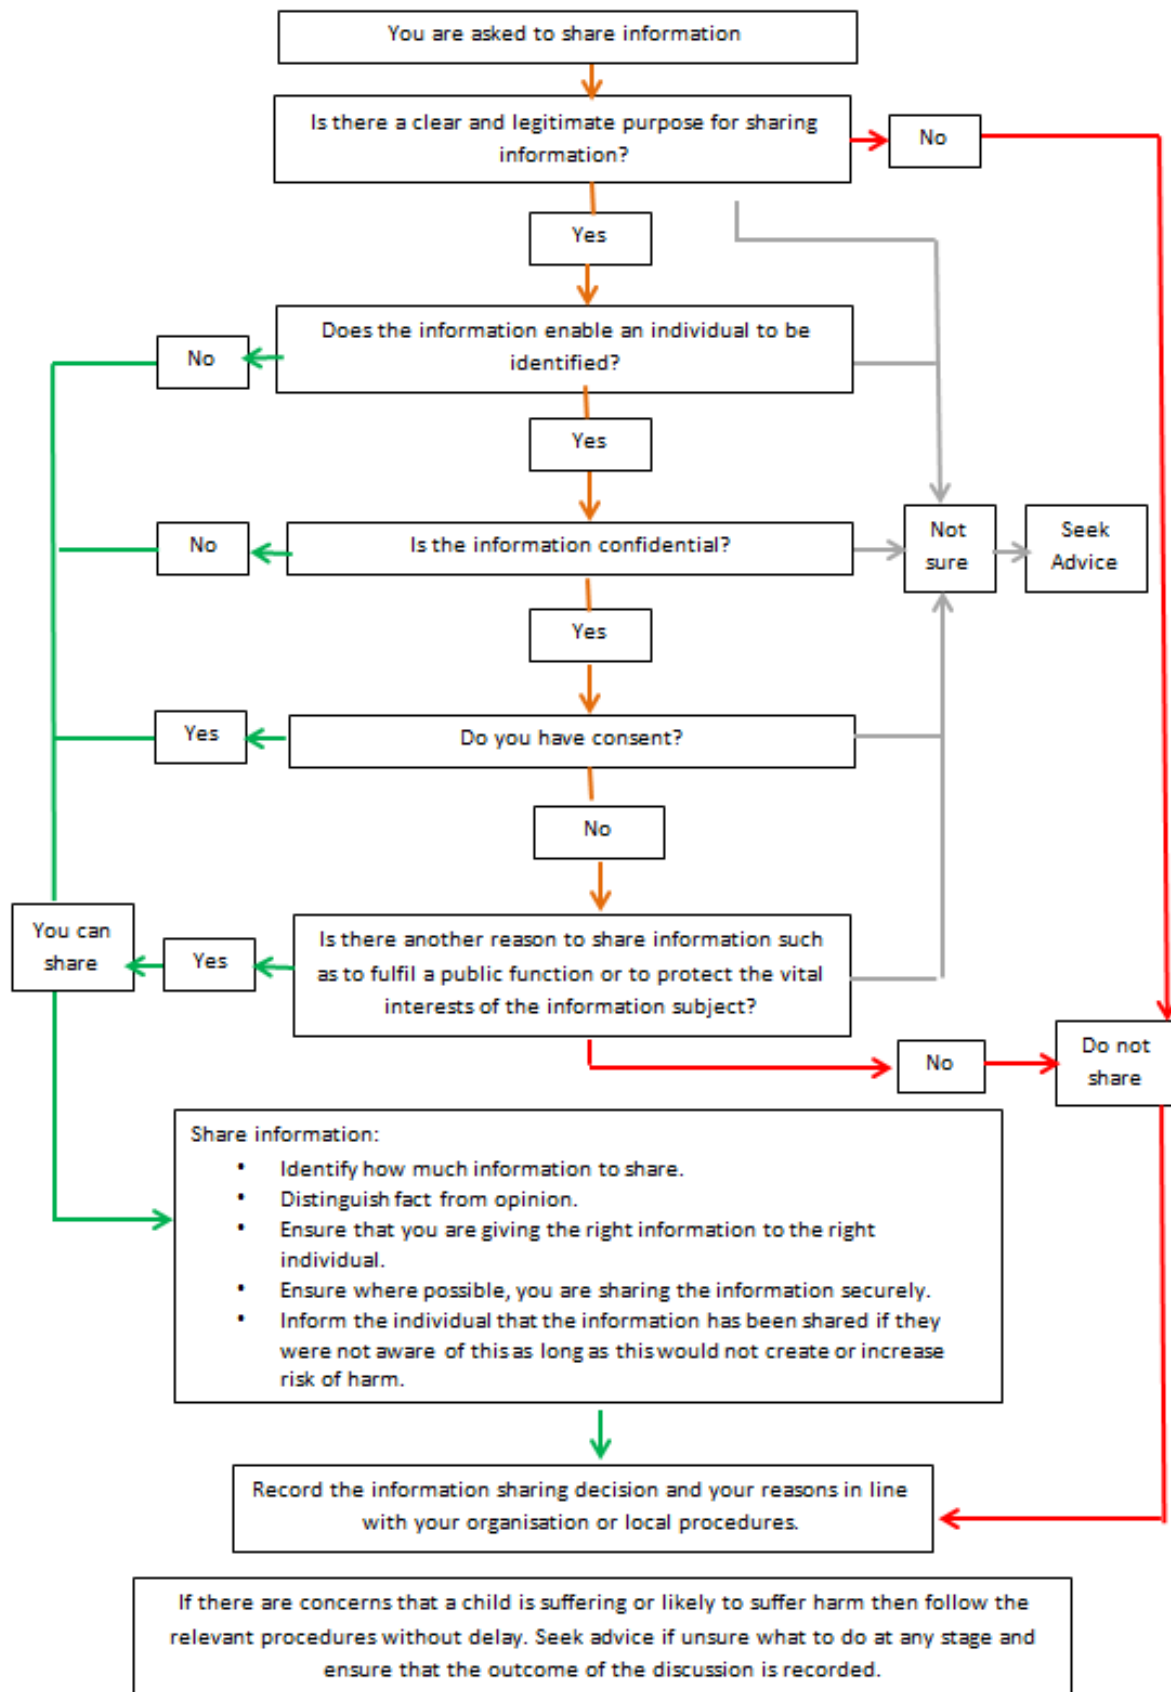 You are asked to share information
Is there a clear and legitimate purpose for sharing
information?
No
Yes
Does the information enable an individual to be
identified?
No
Yes
Is the information confidential?
No
Not
sure
Seek
Advice
Yes
Do you have consent?
Yes
No
Is there another reason to share information such
as to fulfil a public function or to protect the vital
interests of the information subject?
Yes
You can
share
No
Do not
share
Share information:
• Identify how much information to share.
• Distinguish fact from opinion.
• Ensure that you are giving the right information to the right
individual.
• Ensure where possible, you are sharing the information securely.
• Inform the individual that the information has been shared if they
were not aware of this as long as this would not create or increase
risk of harm.
Record the information sharing decision and your reasons in line
with your organisation or local procedures.
If there are concerns that a child is suffering or likely to suffer harm then follow the
relevant procedures without delay. Seek advice if unsure what to do at any stage and
ensure that the outcome of the discussion is recorded.